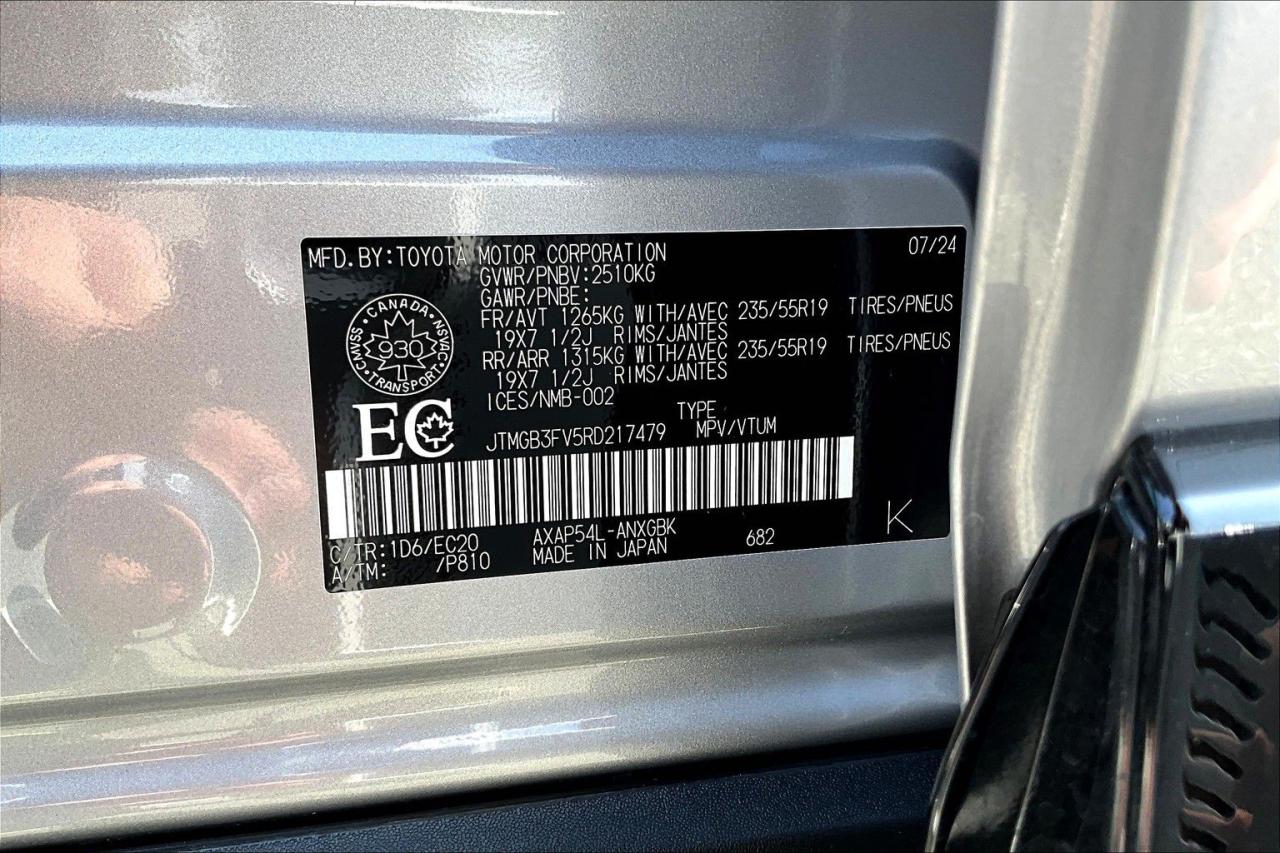 MFD. BY: TOYOTA MOTOR CORPORATION 07/24
GVWR/PNBV: 2510KG
GAWR/PNBE:
FR/AVT 1265KG WITH/AVEC 235/55R19 TIRES/PNEUS
19X7 1/2J RIMS/JANTES
RR/ARR 1315KG WITH/AVEC 235/55R19 TIRES/PNEUS
19X7 1/2J RIMS/JANTES
ICES/NMB-002
CANADA · NSVAC · TRANSPORT · CMVSS ·
930
EC
TYPE
JTMGB3FV5RD217479 MPV/VTUM
K
C/TR: 1D6/EC20 AXAP54L-ANXGBK 682
A/TM: /P810 MADE IN JAPAN